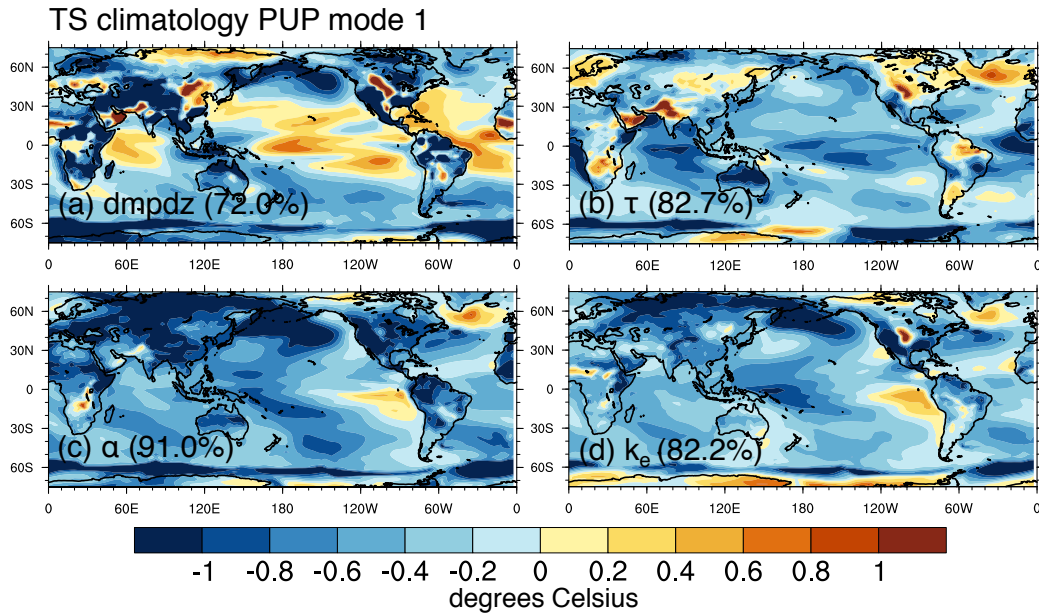 TS climatology PUP mode 1
60N
30N
0
30S
60S
(a) dmpdz (72.0%)
0 60E 120E 180 120W 60W 0
60N
30N
0
30S
60S
(b) τ (82.7%)
0 60E 120E 180 120W 60W 0
60N
30N
0
30S
60S
(c) α (91.0%)
0 60E 120E 180 120W 60W 0
60N
30N
0
30S
60S
(d) k_e (82.2%)
0 60E 120E 180 120W 60W 0
-1 -0.8 -0.6 -0.4 -0.2 0 0.2 0.4 0.6 0.8 1
degrees Celsius